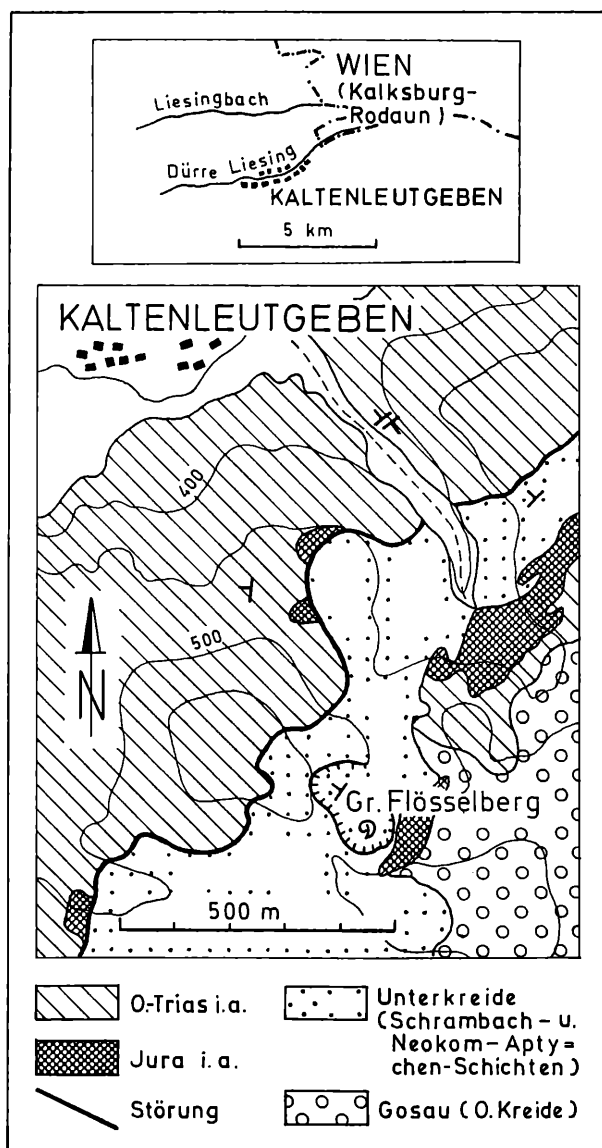 WIEN
(Kalksburg-
Rodaun)
Liesingbach
Dürre Liesing
KALTENLEUTGEBEN
5 km
KALTENLEUTGEBEN
400
500
N
Gr. Flösselberg
500 m
O.-Trias i.a.
Jura i.a.
Störung
Unterkreide
(Schrambach- u.
Neokom-Apty=
chen-Schichten)
Gosau (O. Kreide)